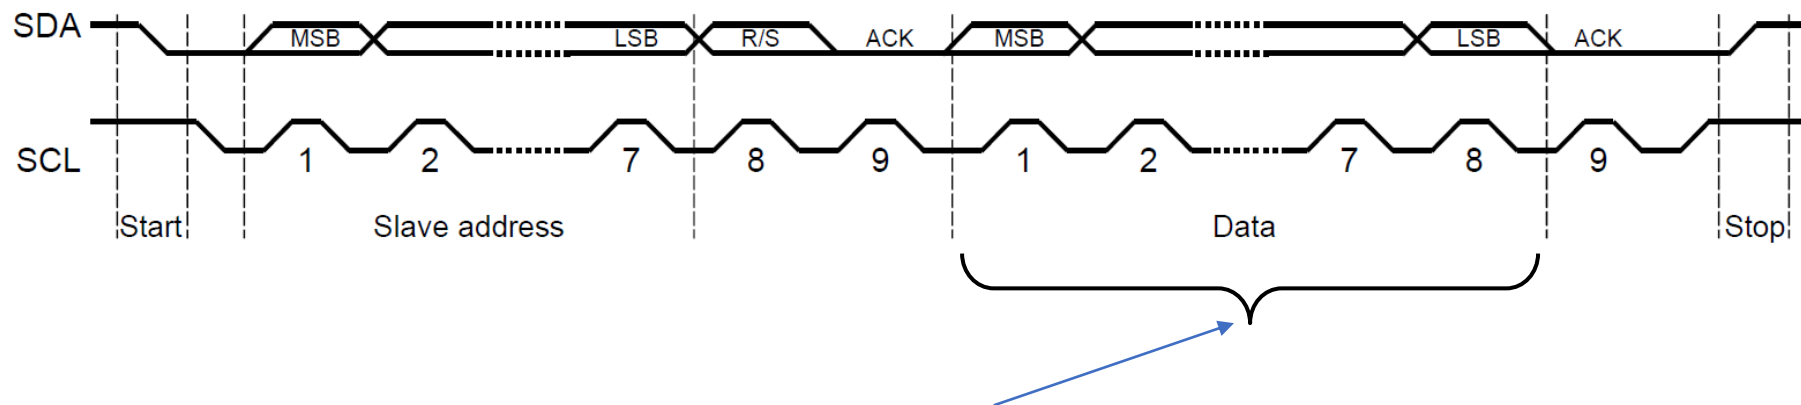 SDA MSB LSB R/S ACK MSB LSB ACK
SCL 1 2 7 8 9 1 2 7 8 9
Start Slave address Data Stop